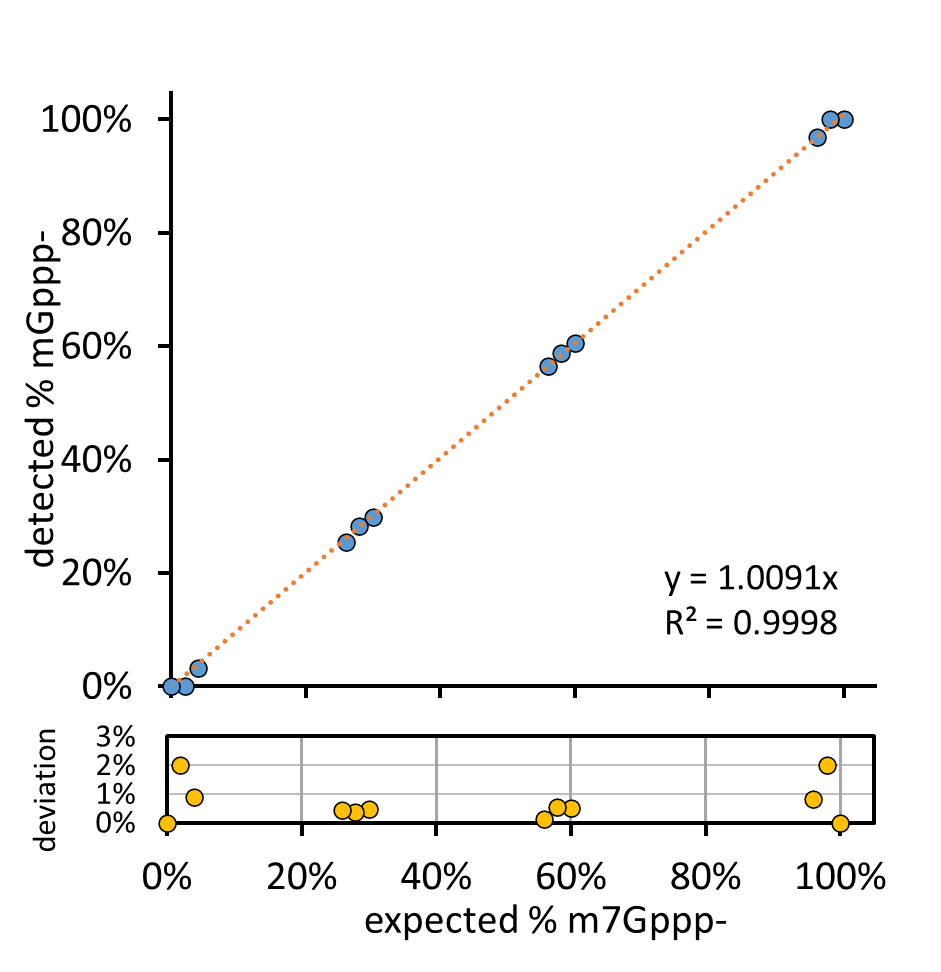 100%
80%
60%
40%
20%
0%
detected % mGppp-
y = 1.0091x
R² = 0.9998
3%
2%
1%
0%
deviation
0% 20% 40% 60% 80% 100%
expected % m7Gppp-